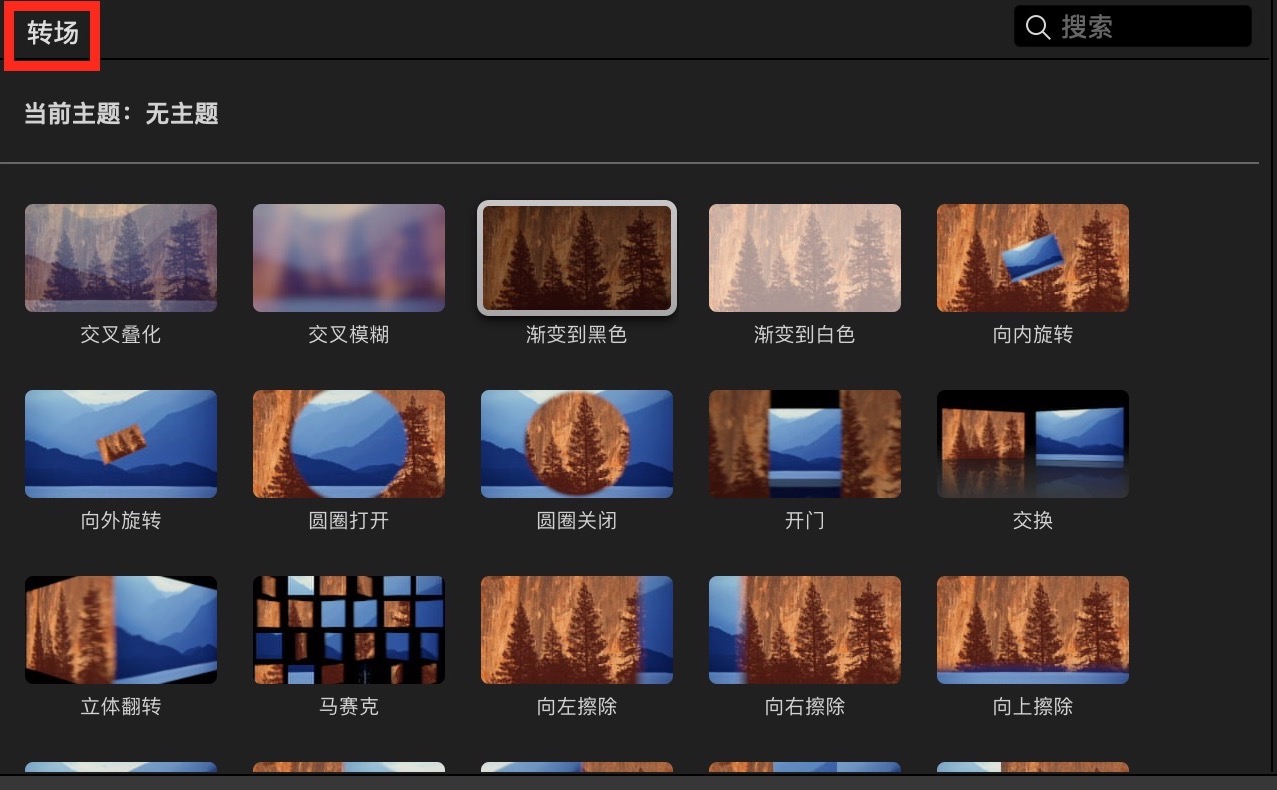 转场
搜索
当前主题：无主题
交叉叠化
交叉模糊
渐变到黑色
渐变到白色
向内旋转
向外旋转
圆圈打开
圆圈关闭
开门
交换
立体翻转
马赛克
向左擦除
向右擦除
向上擦除